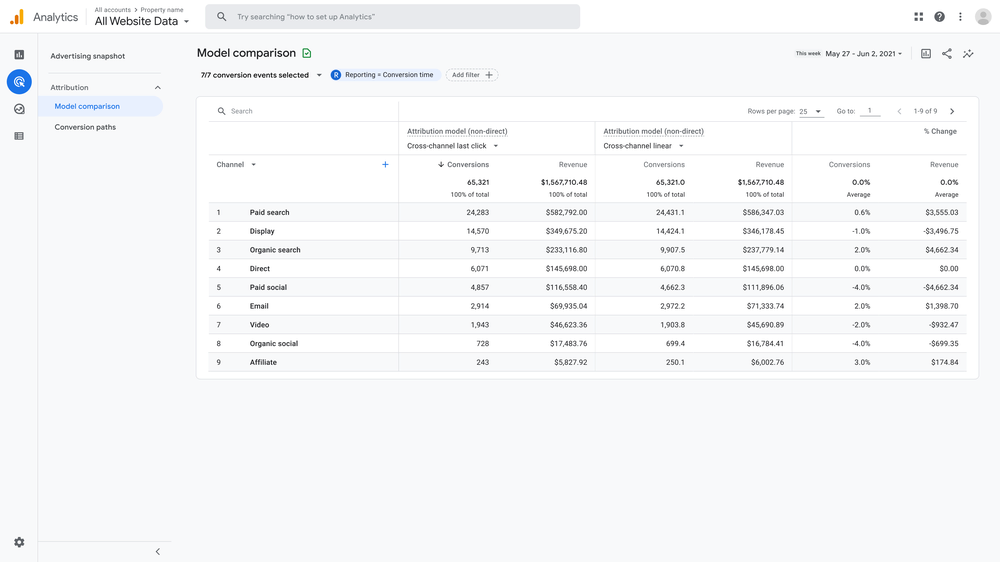 Analytics
All accounts > Property name
All Website Data
Try searching "how to set up Analytics"
Advertising snapshot
Attribution
Model comparison
Conversion paths
Model comparison
This week May 27 - Jun 2, 2021
7/7 conversion events selected
R Reporting = Conversion time
Add filter +
Search
Rows per page: 25
Go to: 1
1-9 of 9
Attribution model (non-direct) Attribution model (non-direct) % Change
Cross-channel last click Cross-channel linear
Channel + Conversions Revenue Conversions Revenue Conversions Revenue
65,321 $1,567,710.48 65,321.0 $1,567,710.48 0.0% 0.0%
100% of total 100% of total 100% of total 100% of total Average Average
1 Paid search 24,283 $582,792.00 24,431.1 $586,347.03 0.6% $3,555.03
2 Display 14,570 $349,675.20 14,424.1 $346,178.45 -1.0% -$3,496.75
3 Organic search 9,713 $233,116.80 9,907.5 $237,779.14 2.0% $4,662.34
4 Direct 6,071 $145,698.00 6,070.8 $145,698.00 0.0% $0.00
5 Paid social 4,857 $116,558.40 4,662.3 $111,896.06 -4.0% -$4,662.34
6 Email 2,914 $69,935.04 2,972.2 $71,333.74 2.0% $1,398.70
7 Video 1,943 $46,623.36 1,903.8 $45,690.89 -2.0% -$932.47
8 Organic social 728 $17,483.76 699.4 $16,784.41 -4.0% -$699.35
9 Affiliate 243 $5,827.92 250.1 $6,002.76 3.0% $174.84